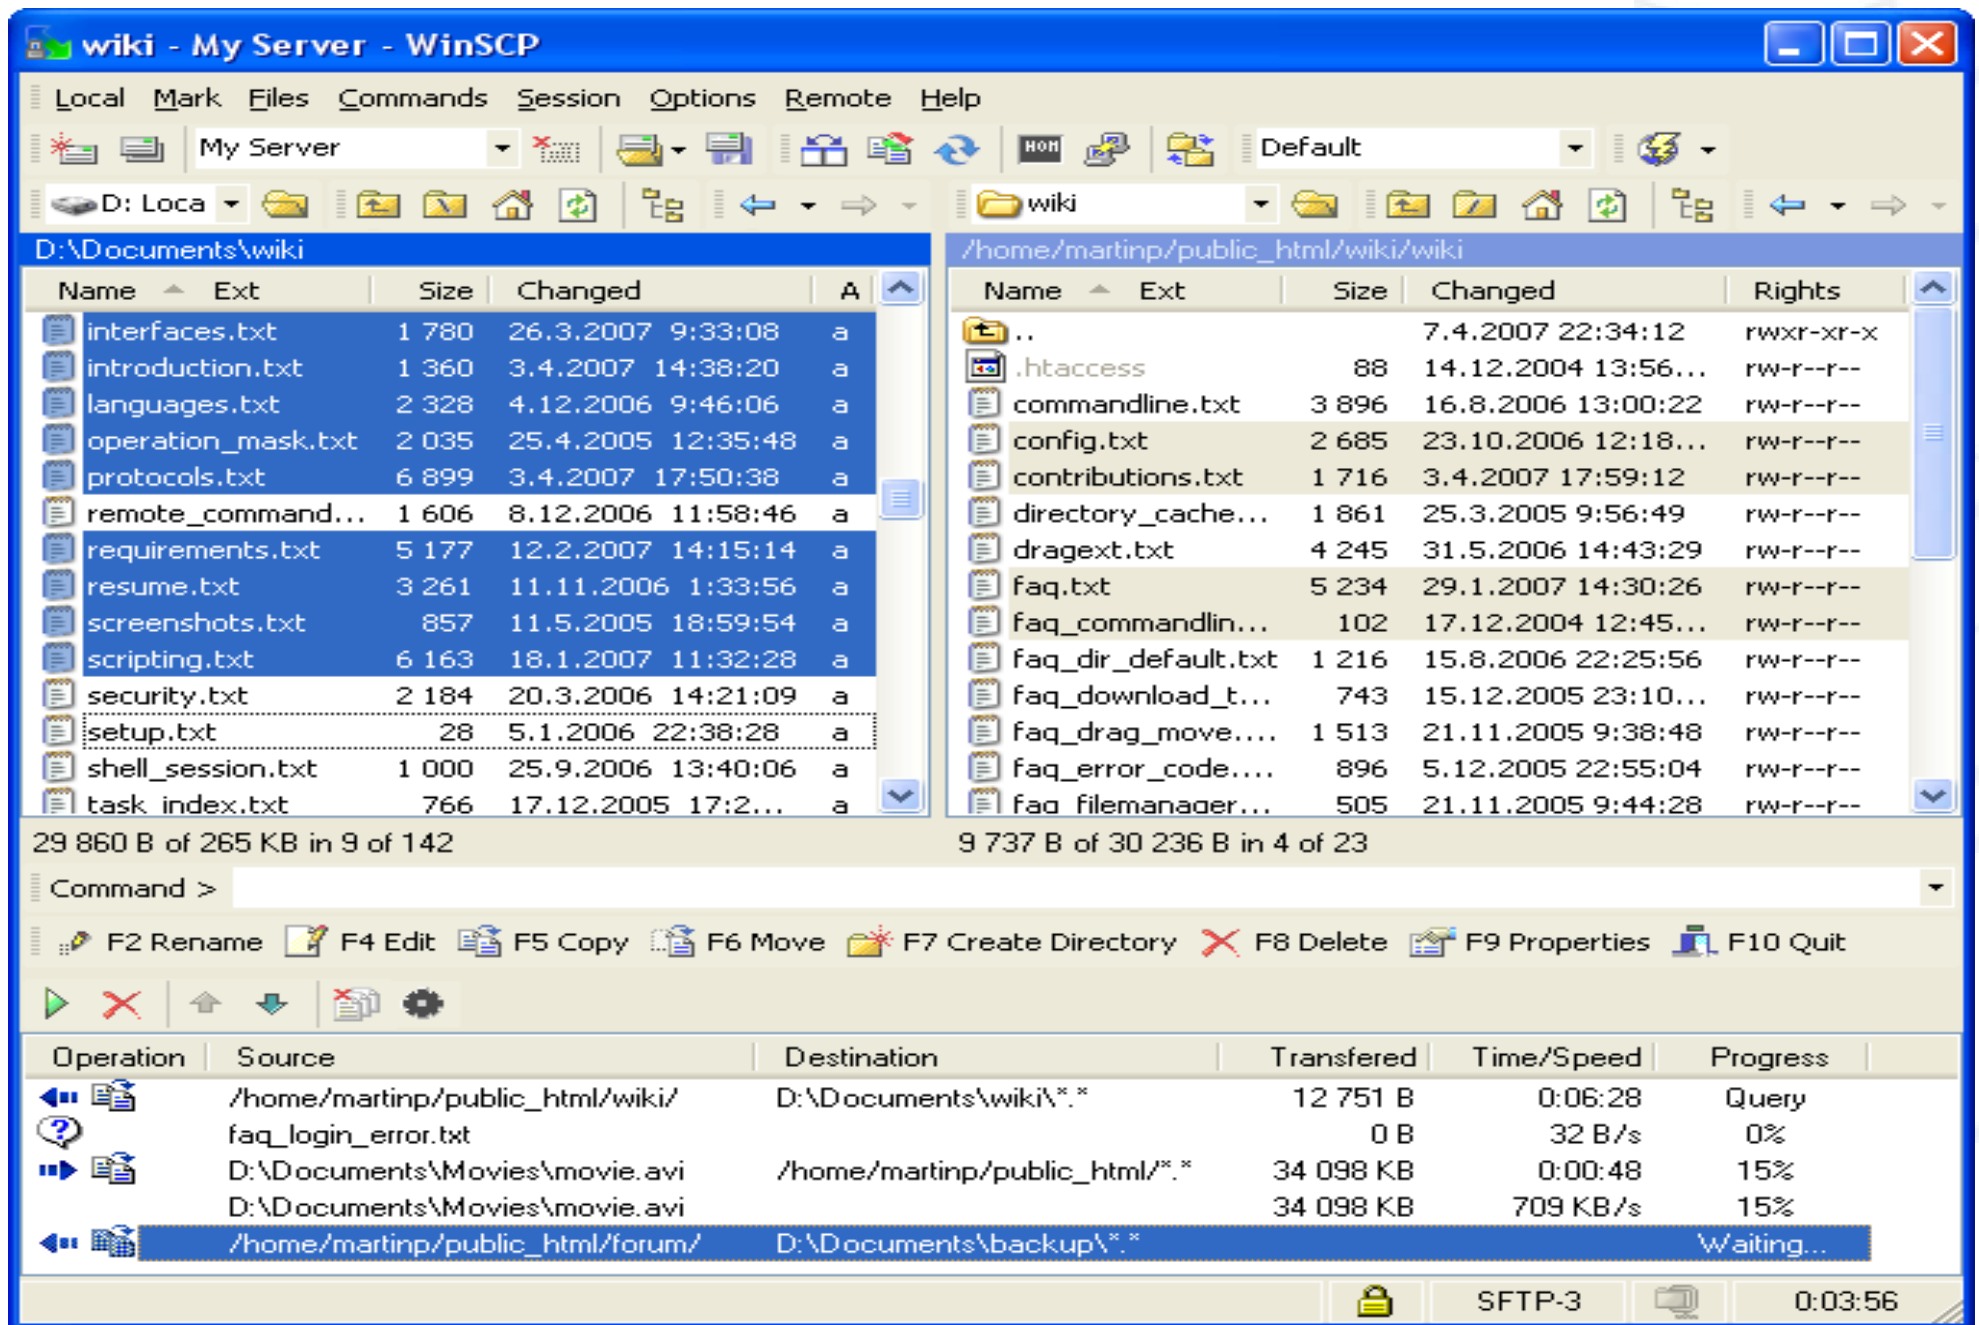 wiki - My Server - WinSCP
Local Mark Files Commands Session Options Remote Help
My Server Default
D: Loca wiki
D:\Documents\wiki
Name Ext Size Changed A
interfaces.txt 1 780 26.3.2007 9:33:08 a
introduction.txt 1 360 3.4.2007 14:38:20 a
languages.txt 2 328 4.12.2006 9:46:06 a
operation_mask.txt 2 035 25.4.2005 12:35:48 a
protocols.txt 6 899 3.4.2007 17:50:38 a
remote_command... 1 606 8.12.2006 11:58:46 a
requirements.txt 5 177 12.2.2007 14:15:14 a
resume.txt 3 261 11.11.2006 1:33:56 a
screenshots.txt 857 11.5.2005 18:59:54 a
scripting.txt 6 163 18.1.2007 11:32:28 a
security.txt 2 184 20.3.2006 14:21:09 a
setup.txt 28 5.1.2006 22:38:28 a
shell_session.txt 1 000 25.9.2006 13:40:06 a
task_index.txt 766 17.12.2005 17:2... a
29 860 B of 265 KB in 9 of 142
/home/martinp/public_html/wiki/wiki
Name Ext Size Changed Rights
.. 7.4.2007 22:34:12 rwxr-xr-x
.htaccess 88 14.12.2004 13:56... rw-r--r--
commandline.txt 3 896 16.8.2006 13:00:22 rw-r--r--
config.txt 2 685 23.10.2006 12:18... rw-r--r--
contributions.txt 1 716 3.4.2007 17:59:12 rw-r--r--
directory_cache... 1 861 25.3.2005 9:56:49 rw-r--r--
dragext.txt 4 245 31.5.2006 14:43:29 rw-r--r--
faq.txt 5 234 29.1.2007 14:30:26 rw-r--r--
faq_commandlin... 102 17.12.2004 12:45... rw-r--r--
faq_dir_default.txt 1 216 15.8.2006 22:25:56 rw-r--r--
faq_download_t... 743 15.12.2005 23:10... rw-r--r--
faq_drag_move.... 1 513 21.11.2005 9:38:48 rw-r--r--
faq_error_code.... 896 5.12.2005 22:55:04 rw-r--r--
faq_filemanager... 505 21.11.2005 9:44:28 rw-r--r--
9 737 B of 30 236 B in 4 of 23
Command >
F2 Rename F4 Edit F5 Copy F6 Move F7 Create Directory F8 Delete F9 Properties F10 Quit
Operation Source Destination Transfered Time/Speed Progress
/home/martinp/public_html/wiki/ D:\Documents\wiki\*.* 12 751 B 0:06:28 Query
faq_login_error.txt 0 B 32 B/s 0%
D:\Documents\Movies\movie.avi /home/martinp/public_html/*.* 34 098 KB 0:00:48 15%
D:\Documents\Movies\movie.avi 34 098 KB 709 KB/s 15%
/home/martinp/public_html/forum/ D:\Documents\backup\*.* Waiting...
SFTP-3 0:03:56